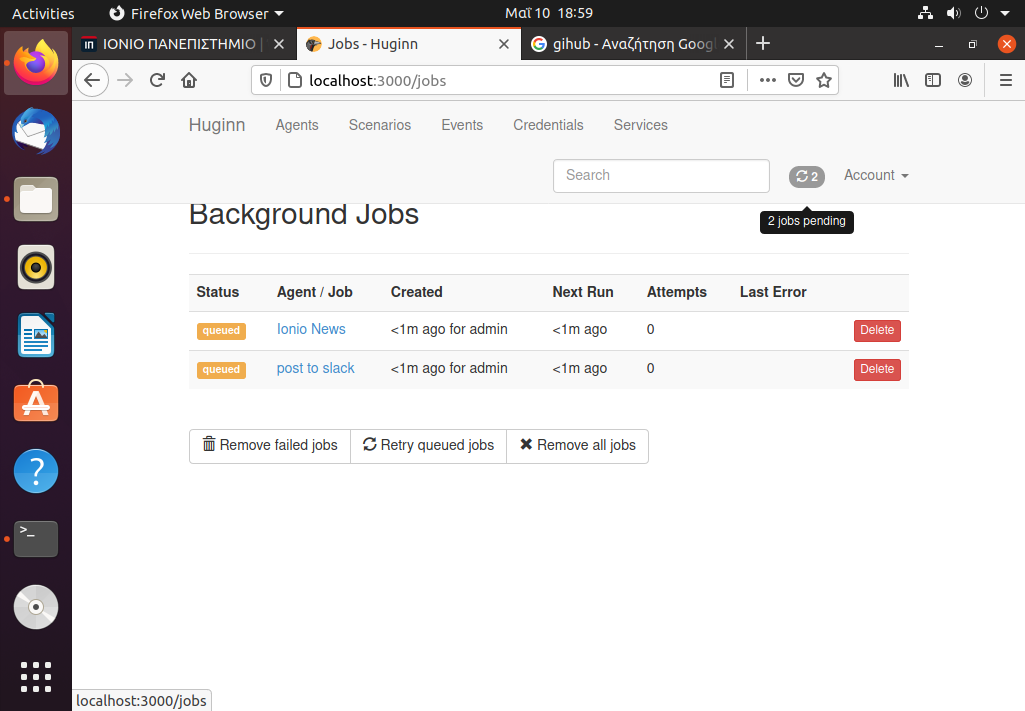 Activities
Firefox Web Browser
Μαΐ 10 18:59
ΙΟΝΙΟ ΠΑΝΕΠΙΣΤΗΜΙΟ |
Jobs - Huginn
gihub - Αναζήτηση Goog
localhost:3000/jobs
Huginn
Agents
Scenarios
Events
Credentials
Services
Search
2
Account
2 jobs pending
Background Jobs
Status Agent / Job Created Next Run Attempts Last Error
queued Ionio News <1m ago for admin <1m ago 0 Delete
queued post to slack <1m ago for admin <1m ago 0 Delete
Remove failed jobs
Retry queued jobs
Remove all jobs
localhost:3000/jobs